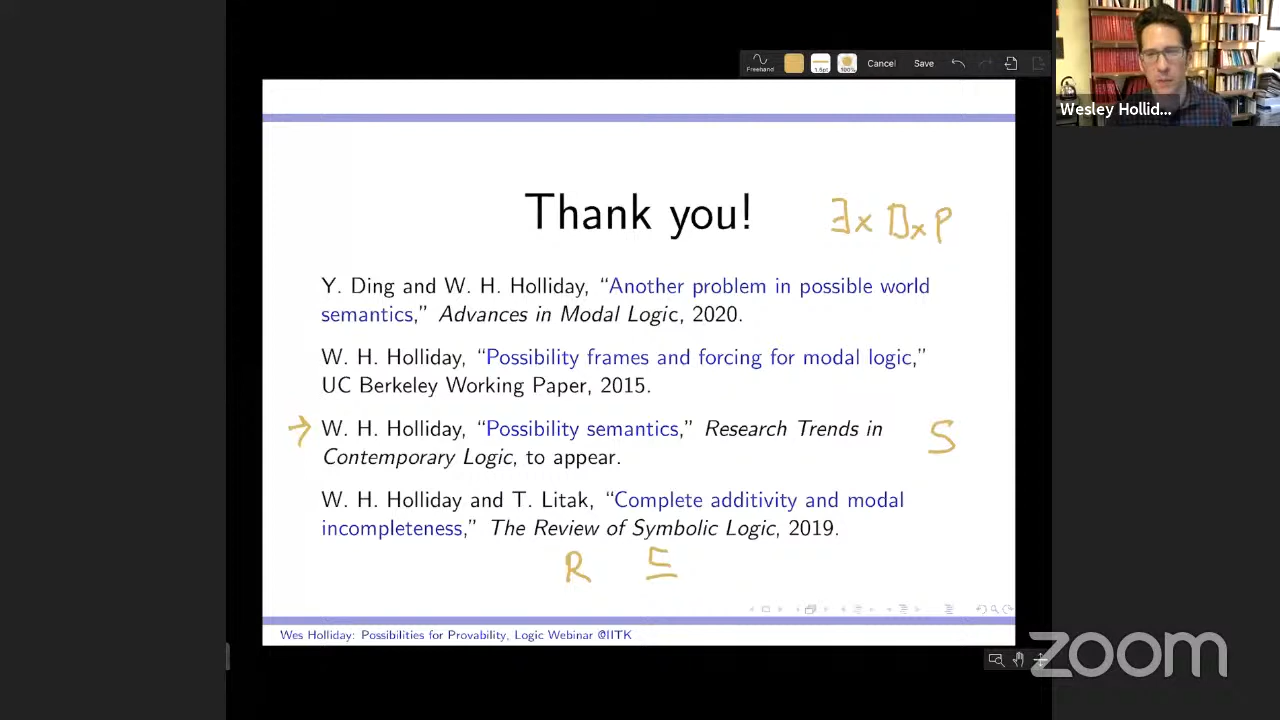 Freehand 1.5pt 100% Cancel Save
Wesley Hollid...
Thank you!
∃x □x P
Y. Ding and W. H. Holliday, “Another problem in possible world
semantics,” Advances in Modal Logic, 2020.
W. H. Holliday, “Possibility frames and forcing for modal logic,”
UC Berkeley Working Paper, 2015.
→ W. H. Holliday, “Possibility semantics,” Research Trends in
Contemporary Logic, to appear.
S
W. H. Holliday and T. Litak, “Complete additivity and modal
incompleteness,” The Review of Symbolic Logic, 2019.
R ⊑
Wes Holliday: Possibilities for Provability, Logic Webinar @IITK
zoom